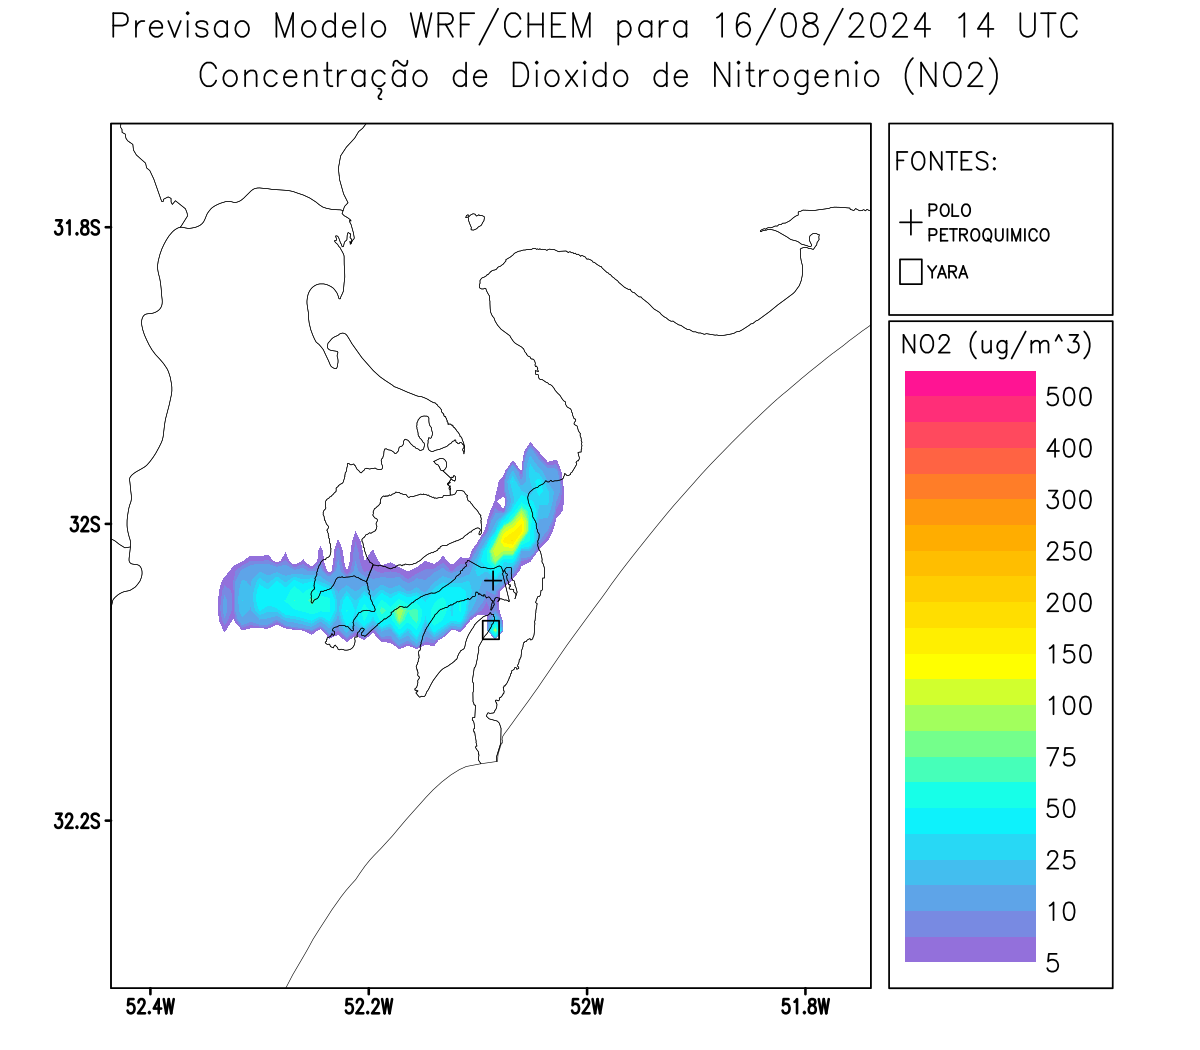 Previsao Modelo WRF/CHEM para 16/08/2024 14 UTC
Concentração de Dioxido de Nitrogenio (NO2)
FONTES:
POLO
PETROQUIMICO
YARA
NO2 (ug/m^3)
500
400
300
250
200
150
100
75
50
25
10
5
31.8S
32S
32.2S
52.4W
52.2W
52W
51.8W